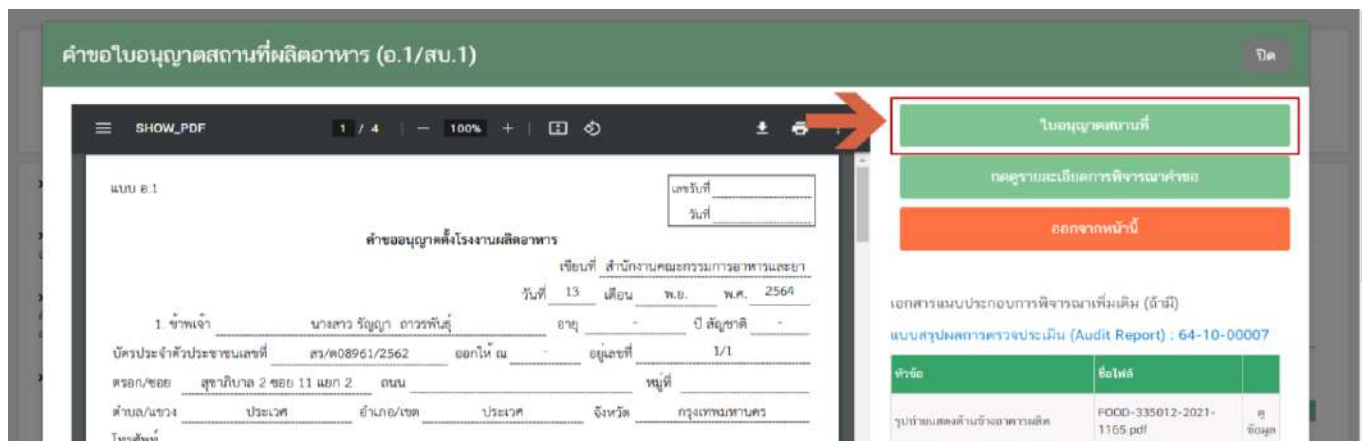 คำขอใบอนุญาตสถานที่ผลิตอาหาร (อ.1/สบ.1)
ปิด
SHOW_PDF
1 / 4
100%
ใบอนุญาตสถานที่
กดดูรายละเอียดการพิจารณาคำขอ
ออกจากหน้านี้
แบบ อ.1
เลขรับที่
วันที่
คำขออนุญาตตั้งโรงงานผลิตอาหาร
เขียนที่ สำนักงานคณะกรรมการอาหารและยา
วันที่ 13 เดือน พ.ย. พ.ศ. 2564
1. ข้าพเจ้า นางสาว รัญญา ถาวรพันธุ์ อายุ - ปี สัญชาติ -
บัตรประจำตัวประชาชนเลขที่ สร/ต08961/2562 ออกให้ ณ - อยู่เลขที่ 1/1
ตรอก/ซอย สุขาภิบาล 2 ซอย 11 แยก 2 ถนน หมู่ที่
ตำบล/แขวง ประเวศ อำเภอ/เขต ประเวศ จังหวัด กรุงเทพมหานคร
โทรศัพท์
เอกสารแนบประกอบการพิจารณาเพิ่มเติม (ถ้ามี)
แบบสรุปผลการตรวจประเมิน (Audit Report) : 64-10-00007
หัวข้อ ชื่อไฟล์
รูปถ่ายแสดงด้านข้างอาคารผลิต FOOD-335012-2021-1165.pdf ดูข้อมูล